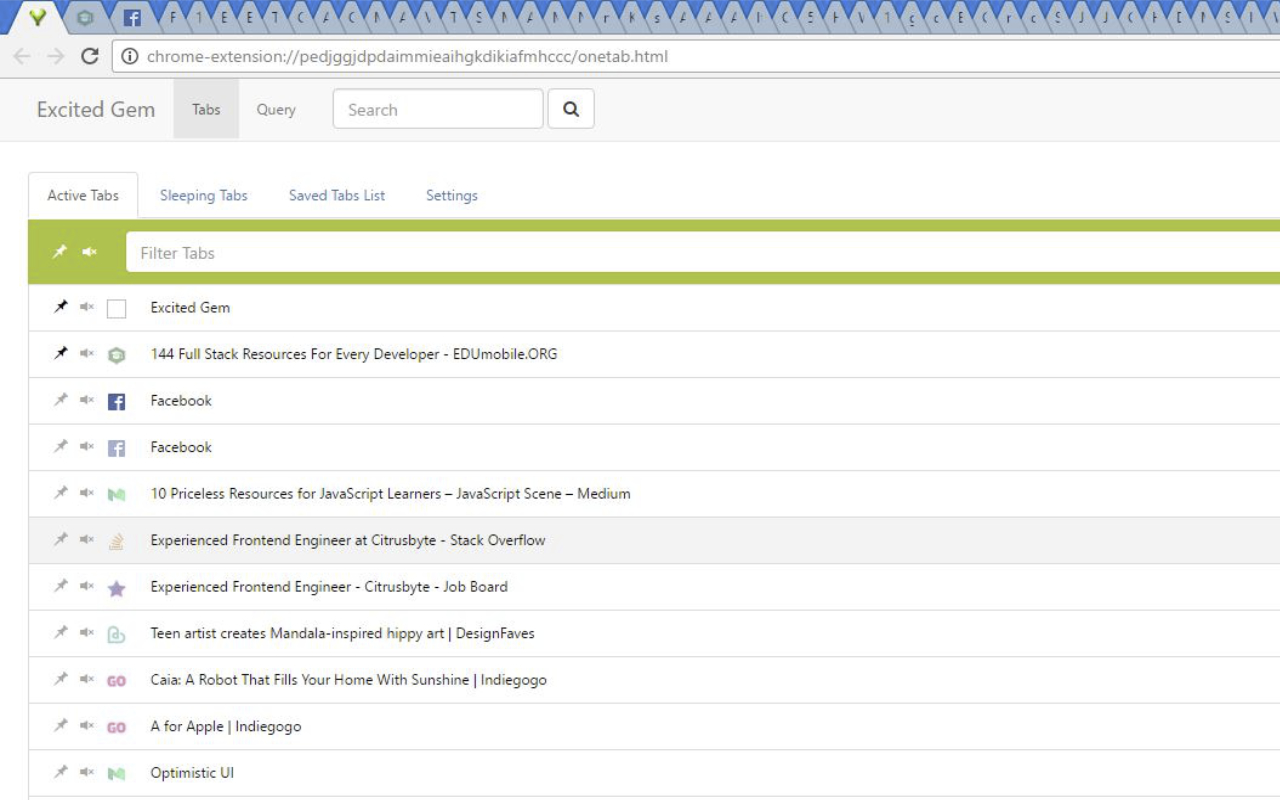 chrome-extension://pedjggjdpdaimmieaihgkdikiafmhccc/onetab.html
Excited Gem
Tabs
Query
Search
Active Tabs
Sleeping Tabs
Saved Tabs List
Settings
Filter Tabs
Excited Gem
144 Full Stack Resources For Every Developer - EDUmobile.ORG
Facebook
Facebook
10 Priceless Resources for JavaScript Learners – JavaScript Scene – Medium
Experienced Frontend Engineer at Citrusbyte - Stack Overflow
Experienced Frontend Engineer - Citrusbyte - Job Board
Teen artist creates Mandala-inspired hippy art | DesignFaves
GO
Caia: A Robot That Fills Your Home With Sunshine | Indiegogo
GO
A for Apple | Indiegogo
Optimistic UI